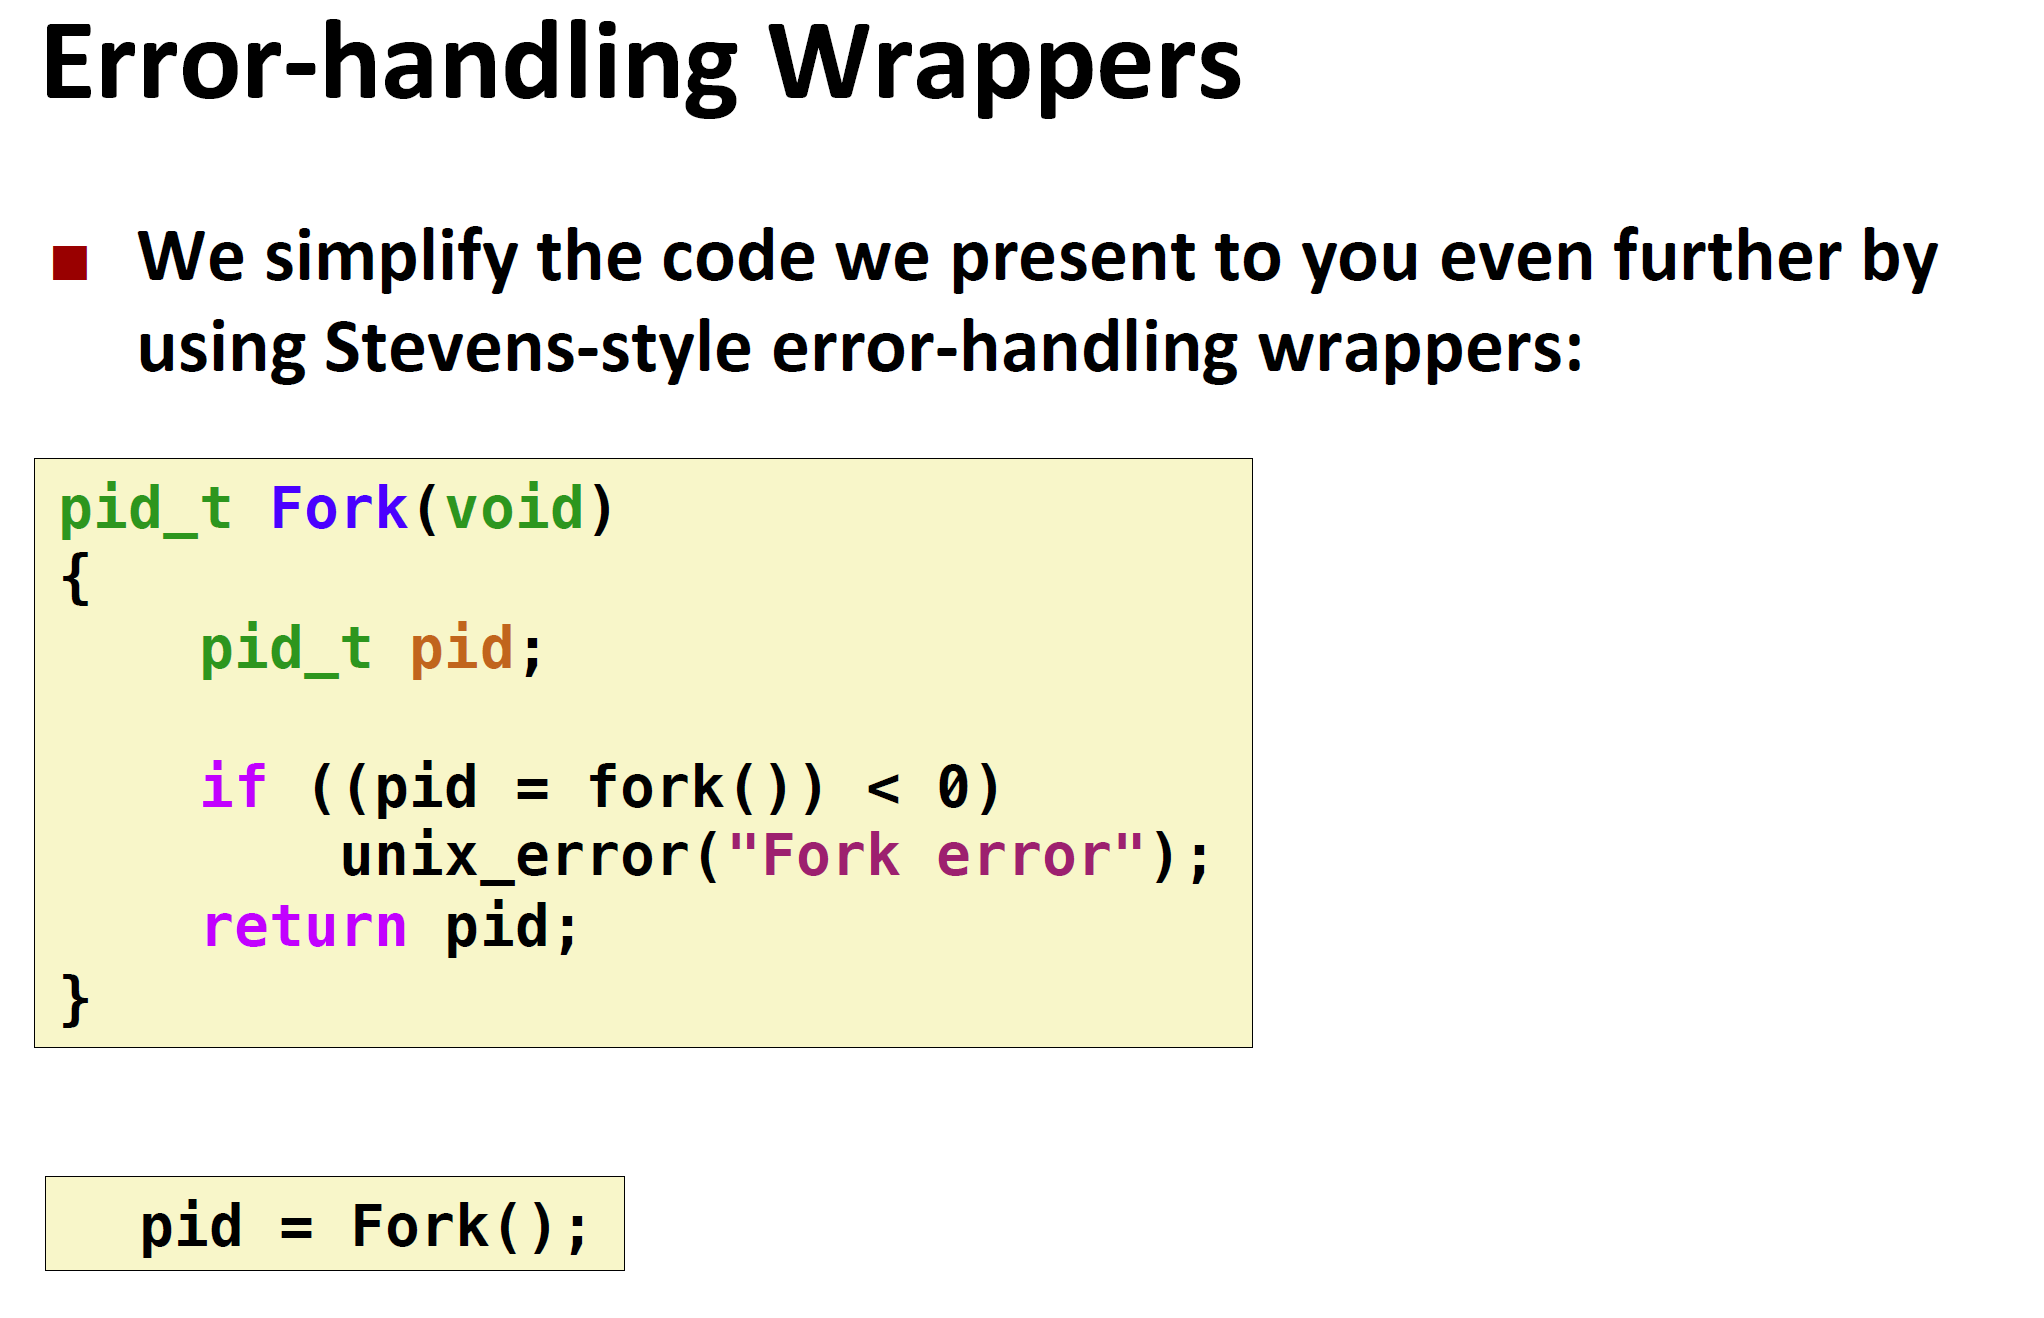 Error-handling Wrappers
We simplify the code we present to you even further by
using Stevens-style error-handling wrappers:
pid_t Fork(void)
{
    pid_t pid;

    if ((pid = fork()) < 0)
        unix_error("Fork error");
    return pid;
}
pid = Fork();